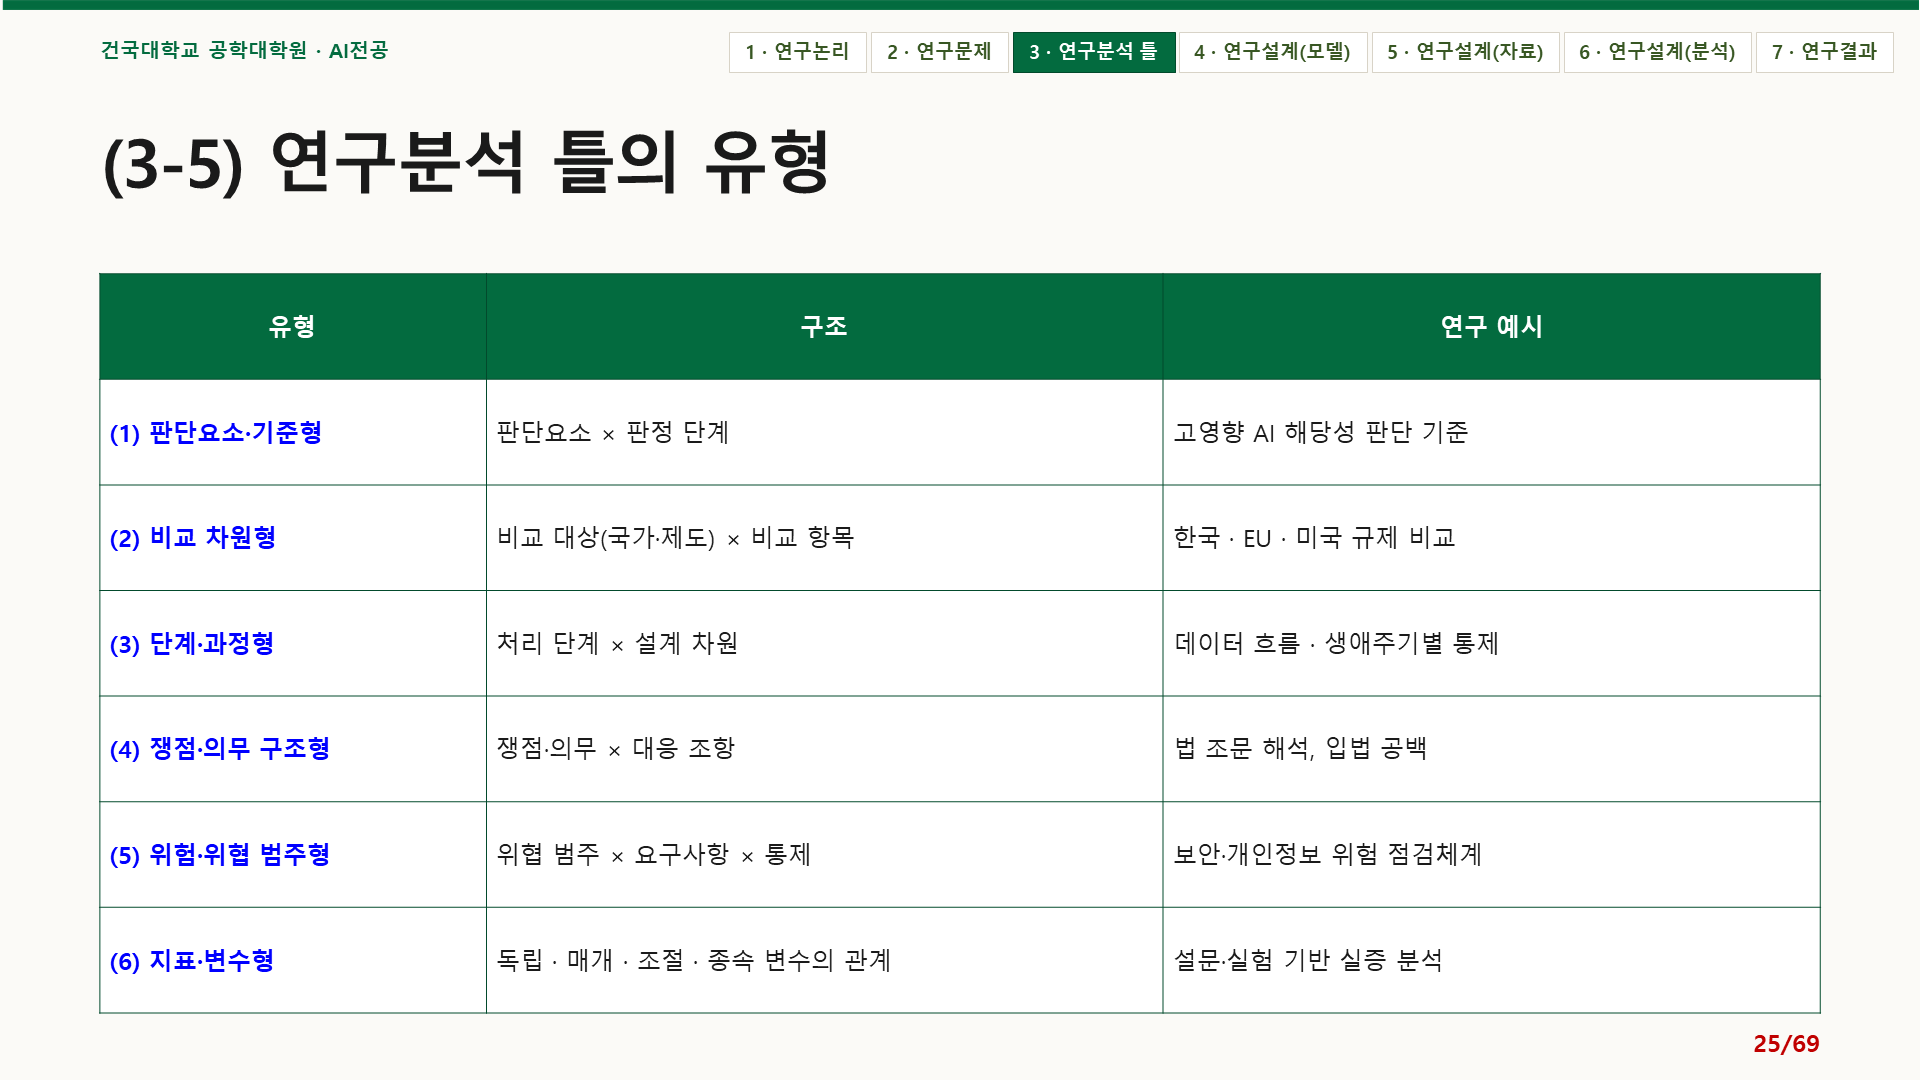 건국대학교 공학대학원 · AI전공
1 · 연구논리
2 · 연구문제
3 · 연구분석 틀
4 · 연구설계(모델)
5 · 연구설계(자료)
6 · 연구설계(분석)
7 · 연구결과
(3-5) 연구분석 틀의 유형
유형
구조
연구 예시
(1) 판단요소·기준형
판단요소 × 판정 단계
고영향 AI 해당성 판단 기준
(2) 비교 차원형
비교 대상(국가·제도) × 비교 항목
한국 · EU · 미국 규제 비교
(3) 단계·과정형
처리 단계 × 설계 차원
데이터 흐름 · 생애주기별 통제
(4) 쟁점·의무 구조형
쟁점·의무 × 대응 조항
법 조문 해석, 입법 공백
(5) 위험·위협 범주형
위협 범주 × 요구사항 × 통제
보안·개인정보 위험 점검체계
(6) 지표·변수형
독립 · 매개 · 조절 · 종속 변수의 관계
설문·실험 기반 실증 분석
25/69